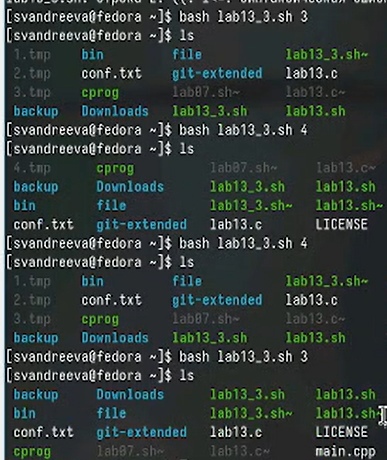 [svandreeva@fedora ~]$ bash lab13_3.sh 3
[svandreeva@fedora ~]$ ls
1.tmp bin file lab13_3.sh~
2.tmp conf.txt git-extended lab13.c
3.tmp cprog lab07.sh~ lab13.c~
backup Downloads lab13_3.sh lab13.sh
[svandreeva@fedora ~]$ bash lab13_3.sh 4
[svandreeva@fedora ~]$ ls
4.tmp cprog lab07.sh~ lab13.c~
backup Downloads lab13_3.sh lab13.sh
bin file lab13_3.sh~ lab13.sh~
conf.txt git-extended lab13.c LICENSE
[svandreeva@fedora ~]$ bash lab13_3.sh 4
[svandreeva@fedora ~]$ ls
1.tmp bin file lab13_3.sh~
2.tmp conf.txt git-extended lab13.c
3.tmp cprog lab07.sh~ lab13.c~
backup Downloads lab13_3.sh lab13.sh
[svandreeva@fedora ~]$ bash lab13_3.sh 3
[svandreeva@fedora ~]$ ls
backup Downloads lab13_3.sh lab13.sh
bin file lab13_3.sh~ lab13.sh~
conf.txt git-extended lab13.c LICENSE
cprog lab07.sh~ lab13.c~ main.cpp